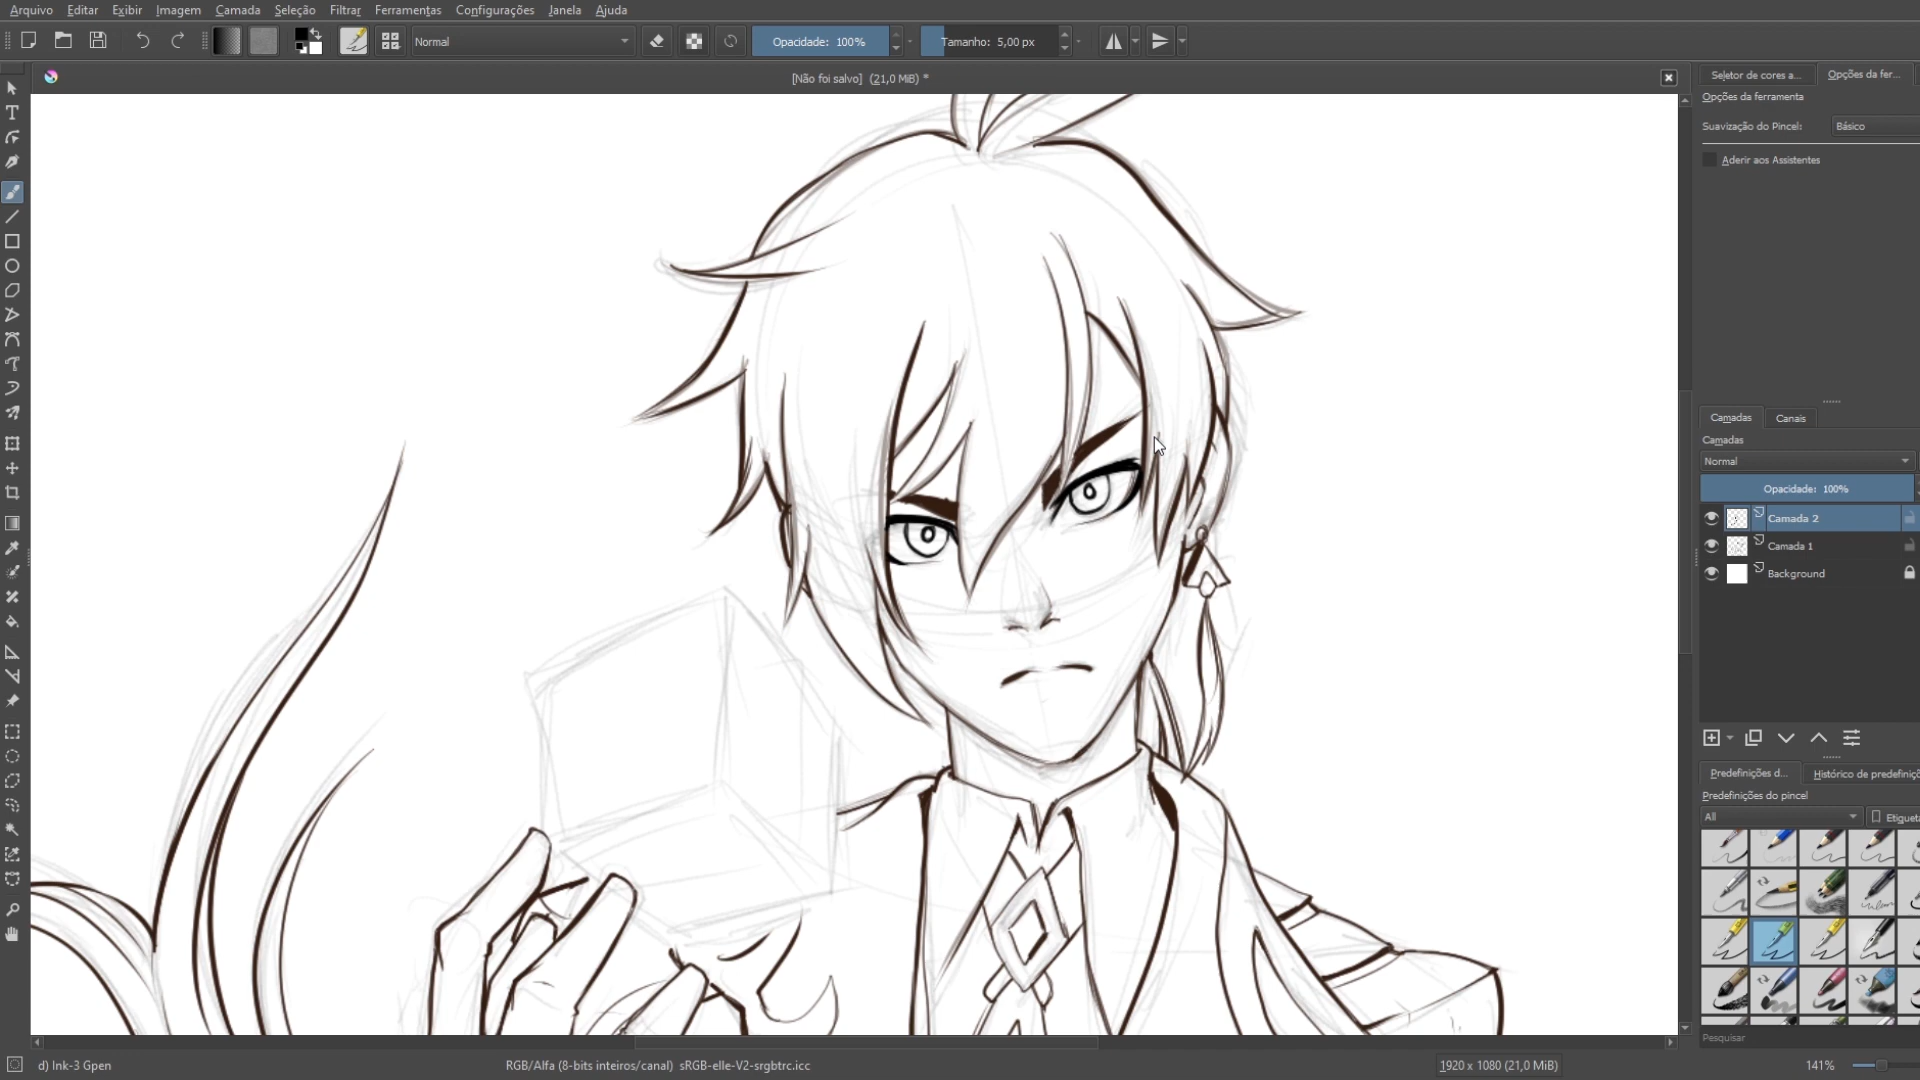 Arquivo Editar Exibir Imagem Camada Seleção Filtrar Ferramentas Configurações Janela Ajuda
Normal Opacidade: 100% Tamanho: 5,00 px
[Não foi salvo] (21,0 MiB) *
Seletor de cores a... Opções da fer...
Opções da ferramenta
Suavização do Pincel: Básico
Aderir aos Assistentes
Camadas Canais
Camadas
Normal
Opacidade: 100%
Camada 2
Camada 1
Background
Predefinições d... Histórico de predefiniçõ
Predefinições do pincel
All Etiqueta
Pesquisar
d) Ink-3 Gpen RGB/Alfa (8-bits inteiros/canal) sRGB-elle-V2-srgbtrc.icc 1920 x 1080 (21,0 MiB) 141%